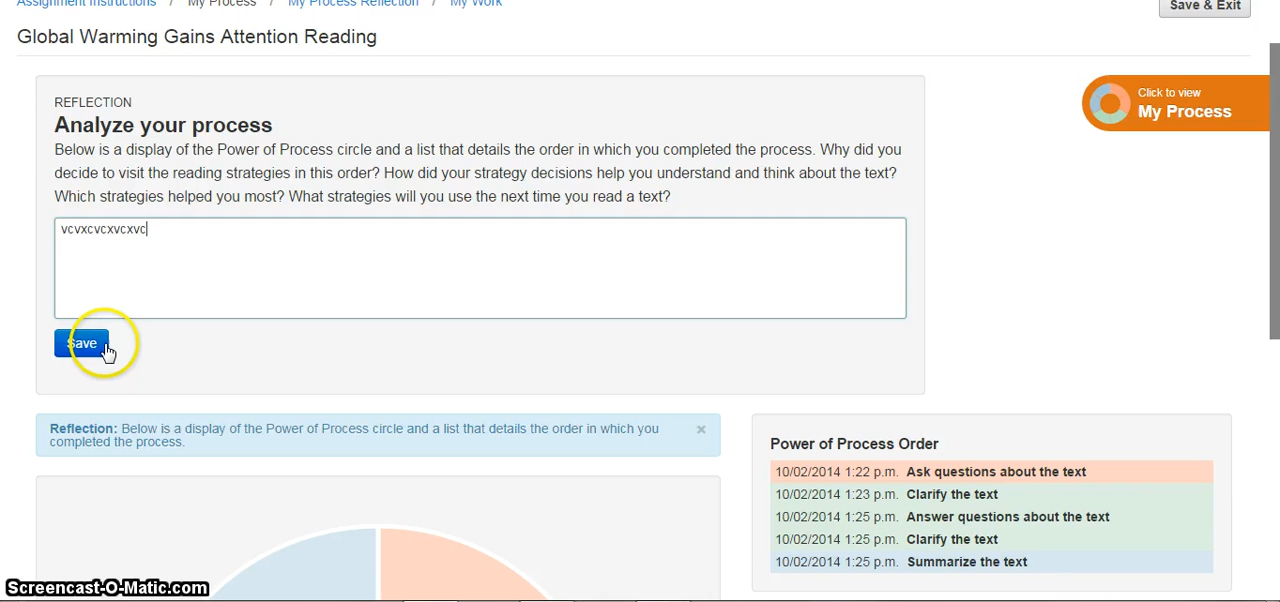 Assignment Instructions / My Process / My Process Reflection / My Work
Save & Exit
Global Warming Gains Attention Reading
Click to view
My Process
REFLECTION
Analyze your process
Below is a display of the Power of Process circle and a list that details the order in which you completed the process. Why did you
decide to visit the reading strategies in this order? How did your strategy decisions help you understand and think about the text?
Which strategies helped you most? What strategies will you use the next time you read a text?
vcvxcvcxvcxvc
Save
Reflection: Below is a display of the Power of Process circle and a list that details the order in which you ×
completed the process.
Power of Process Order
10/02/2014 1:22 p.m. Ask questions about the text
10/02/2014 1:23 p.m. Clarify the text
10/02/2014 1:25 p.m. Answer questions about the text
10/02/2014 1:25 p.m. Clarify the text
10/02/2014 1:25 p.m. Summarize the text
Screencast-O-Matic.com